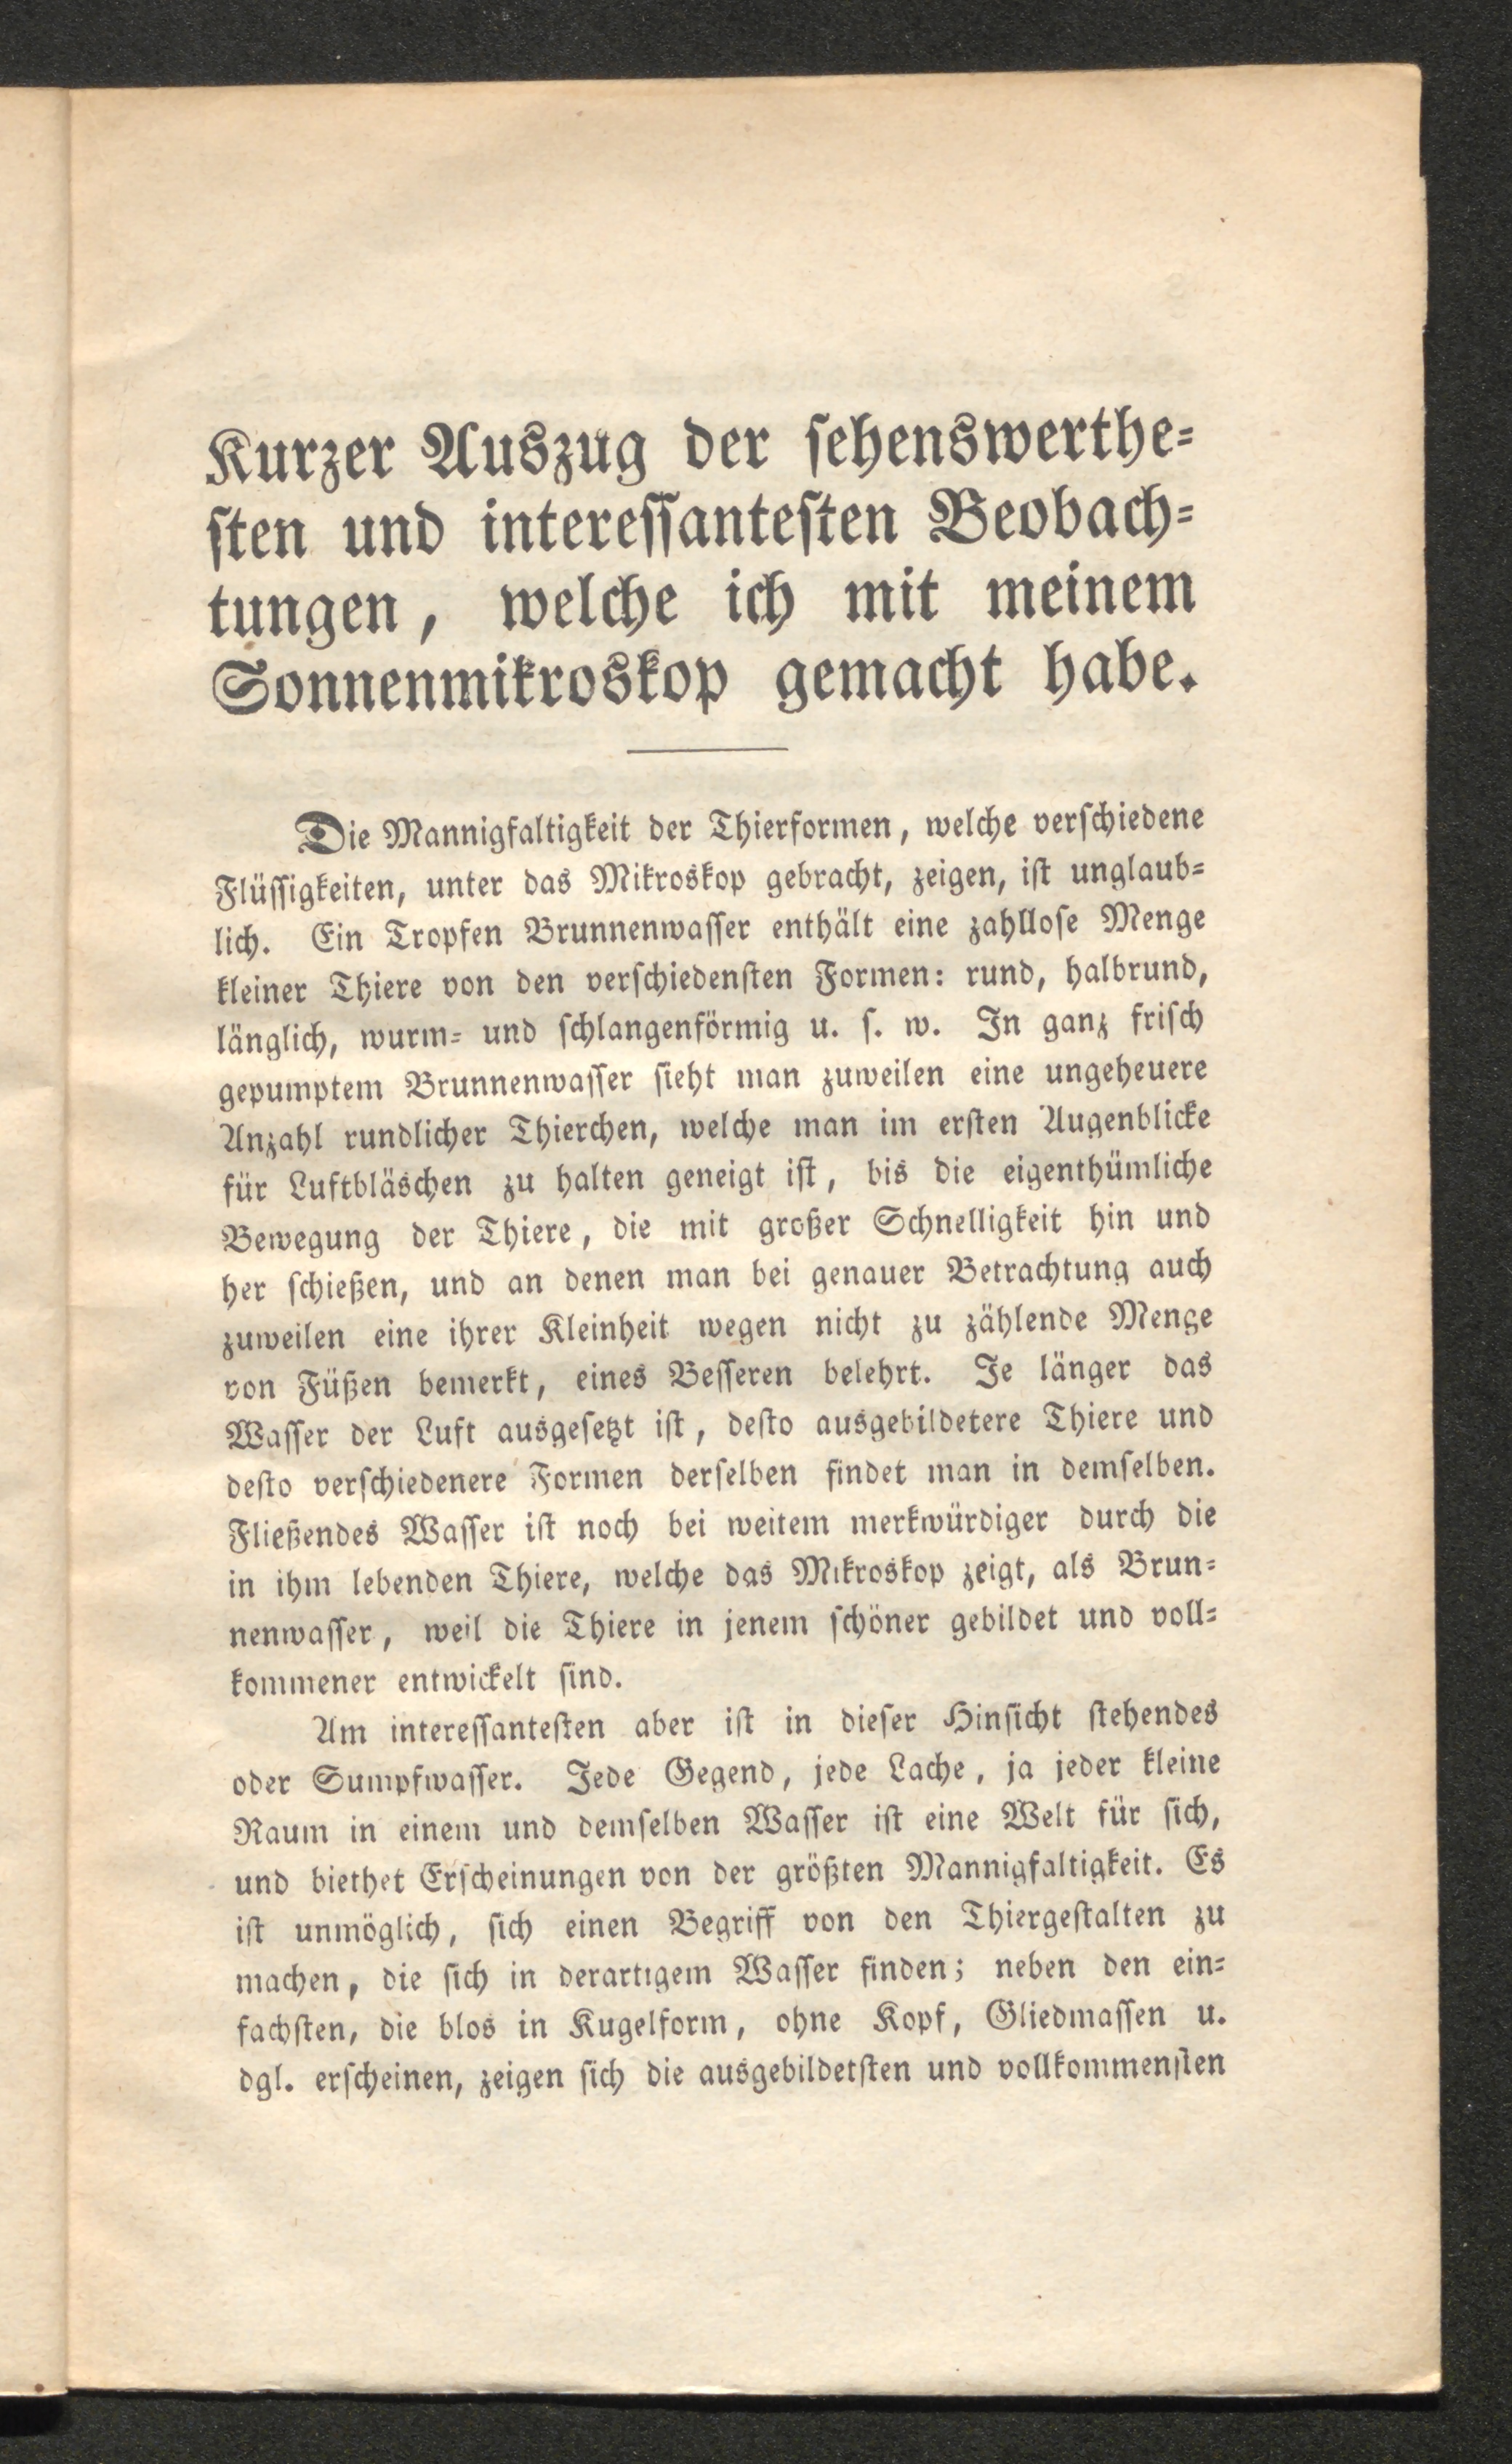 Kurzer Auszug der sehenswerthe-
sten und interessantesten Beobach-
tungen, welche ich mit meinem
Sonnenmikroskop gemacht habe.
Die Mannigfaltigkeit der Thierformen, welche verschiedene
Flüssigkeiten, unter das Mikroskop gebracht, zeigen, ist unglaub-
lich. Ein Tropfen Brunnenwasser enthält eine zahllose Menge
kleiner Thiere von den verschiedensten Formen: rund, halbrund,
länglich, wurm- und schlangenförmig u. s. w. In ganz frisch
gepumptem Brunnenwasser sieht man zuweilen eine ungeheuere
Anzahl rundlicher Thierchen, welche man im ersten Augenblicke
für Luftbläschen zu halten geneigt ist, bis die eigenthümliche
Bewegung der Thiere, die mit großer Schnelligkeit hin und
her schießen, und an denen man bei genauer Betrachtung auch
zuweilen eine ihrer Kleinheit wegen nicht zu zählende Menge
von Füßen bemerkt, eines Besseren belehrt. Je länger das
Wasser der Luft ausgesetzt ist, desto ausgebildetere Thiere und
desto verschiedenere Formen derselben findet man in demselben.
Fließendes Wasser ist noch bei weitem merkwürdiger durch die
in ihm lebenden Thiere, welche das Mikroskop zeigt, als Brun-
nenwasser, weil die Thiere in jenem schöner gebildet und voll-
kommener entwickelt sind.
Am interessantesten aber ist in dieser Hinsicht stehendes
oder Sumpfwasser. Jede Gegend, jede Lache, ja jeder kleine
Raum in einem und demselben Wasser ist eine Welt für sich,
und biethet Erscheinungen von der größten Mannigfaltigkeit. Es
ist unmöglich, sich einen Begriff von den Thiergestalten zu
machen, die sich in derartigem Wasser finden; neben den ein-
fachsten, die blos in Kugelform, ohne Kopf, Gliedmassen u.
dgl. erscheinen, zeigen sich die ausgebildetsten und vollkommensten